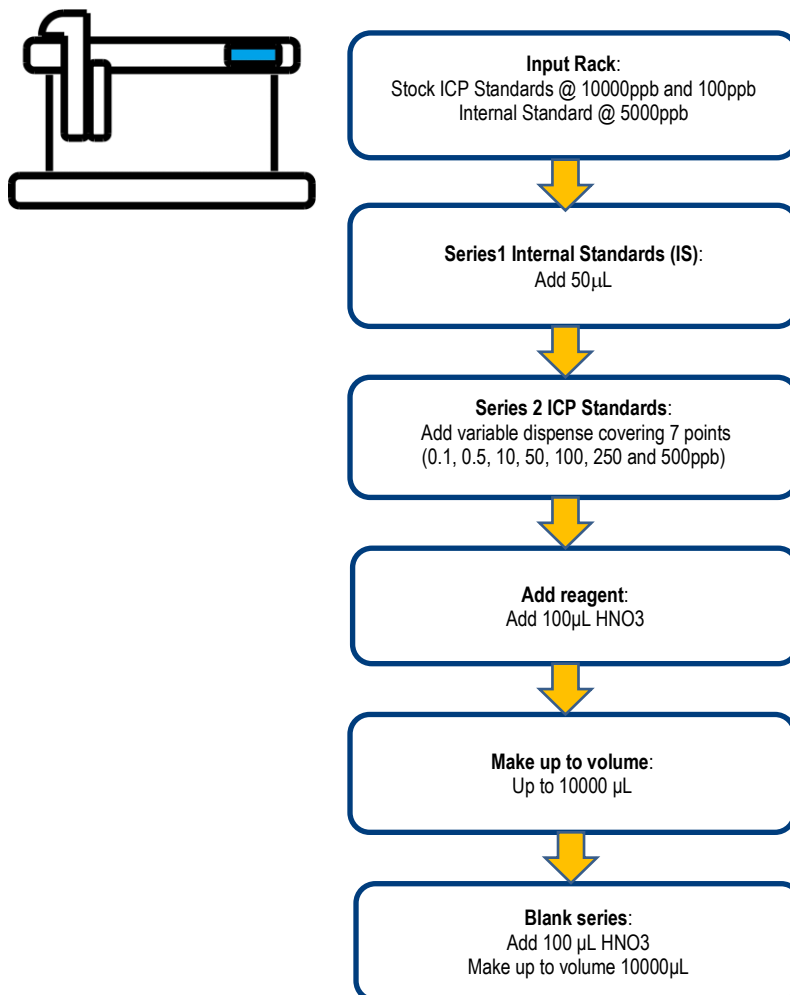 Input Rack:
Stock ICP Standards @ 10000ppb and 100ppb
Internal Standard @ 5000ppb
Series1 Internal Standards (IS):
Add 50µL
Series 2 ICP Standards:
Add variable dispense covering 7 points
(0.1, 0.5, 10, 50, 100, 250 and 500ppb)
Add reagent:
Add 100µL HNO3
Make up to volume:
Up to 10000 µL
Blank series:
Add 100 µL HNO3
Make up to volume 10000µL